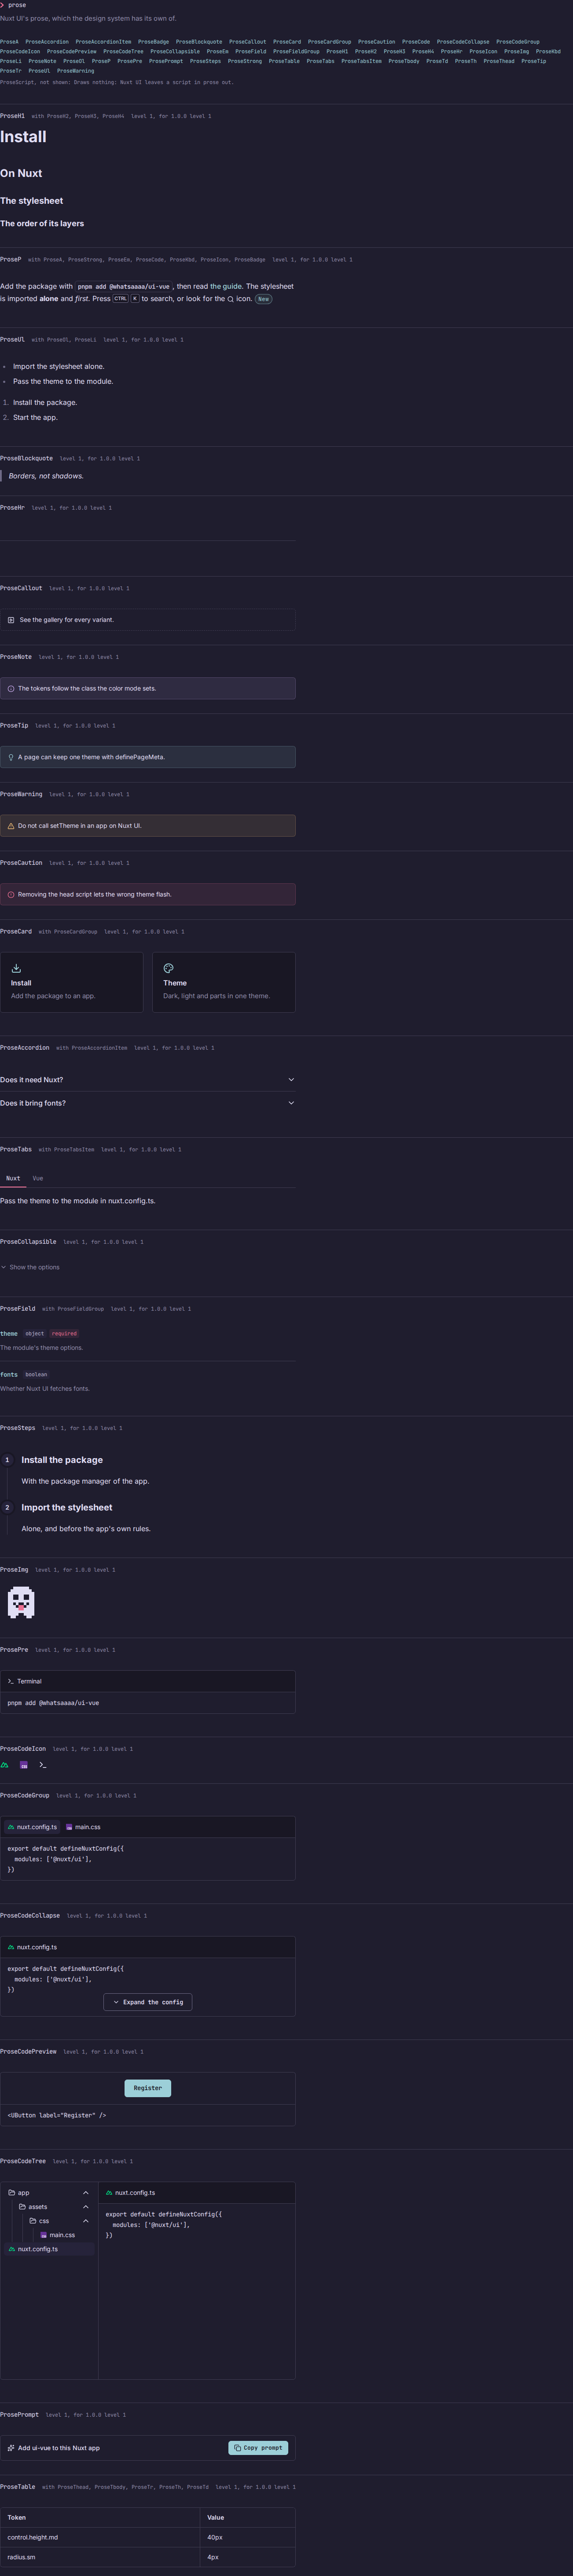 prose
Nuxt UI's prose, which the design system has its own of.
ProseA ProseAccordion ProseAccordionItem ProseBadge ProseBlockquote ProseCallout ProseCard ProseCardGroup ProseCaution ProseCode ProseCodeCollapse ProseCodeGroup
ProseCodeIcon ProseCodePreview ProseCodeTree ProseCollapsible ProseEm ProseField ProseFieldGroup ProseH1 ProseH2 ProseH3 ProseH4 ProseHr ProseIcon ProseImg ProseKbd
ProseLi ProseNote ProseOl ProseP ProsePre ProsePrompt ProseSteps ProseStrong ProseTable ProseTabs ProseTabsItem ProseTbody ProseTd ProseTh ProseThead ProseTip
ProseTr ProseUl ProseWarning
ProseScript, not shown: Draws nothing: Nuxt UI leaves a script in prose out.
ProseH1 with ProseH2, ProseH3, ProseH4 level 1, for 1.0.0 level 1
Install
On Nuxt
The stylesheet
The order of its layers
ProseP with ProseA, ProseStrong, ProseEm, ProseCode, ProseKbd, ProseIcon, ProseBadge level 1, for 1.0.0 level 1
Add the package with pnpm add @whatsaaaa/ui-vue, then read the guide. The stylesheet
is imported alone and first. Press CTRL K to search, or look for the icon. New
ProseUl with ProseOl, ProseLi level 1, for 1.0.0 level 1
Import the stylesheet alone.
Pass the theme to the module.
1. Install the package.
2. Start the app.
ProseBlockquote level 1, for 1.0.0 level 1
Borders, not shadows.
ProseHr level 1, for 1.0.0 level 1
ProseCallout level 1, for 1.0.0 level 1
See the gallery for every variant.
ProseNote level 1, for 1.0.0 level 1
The tokens follow the class the color mode sets.
ProseTip level 1, for 1.0.0 level 1
A page can keep one theme with definePageMeta.
ProseWarning level 1, for 1.0.0 level 1
Do not call setTheme in an app on Nuxt UI.
ProseCaution level 1, for 1.0.0 level 1
Removing the head script lets the wrong theme flash.
ProseCard with ProseCardGroup level 1, for 1.0.0 level 1
Install Theme
Add the package to an app. Dark, light and parts in one theme.
ProseAccordion with ProseAccordionItem level 1, for 1.0.0 level 1
Does it need Nuxt?
Does it bring fonts?
ProseTabs with ProseTabsItem level 1, for 1.0.0 level 1
Nuxt Vue
Pass the theme to the module in nuxt.config.ts.
ProseCollapsible level 1, for 1.0.0 level 1
Show the options
ProseField with ProseFieldGroup level 1, for 1.0.0 level 1
theme object required
The module's theme options.
fonts boolean
Whether Nuxt UI fetches fonts.
ProseSteps level 1, for 1.0.0 level 1
1 Install the package
With the package manager of the app.
2 Import the stylesheet
Alone, and before the app's own rules.
ProseImg level 1, for 1.0.0 level 1
ProsePre level 1, for 1.0.0 level 1
Terminal
pnpm add @whatsaaaa/ui-vue
ProseCodeIcon level 1, for 1.0.0 level 1
ProseCodeGroup level 1, for 1.0.0 level 1
nuxt.config.ts main.css
export default defineNuxtConfig({
modules: ['@nuxt/ui'],
})
ProseCodeCollapse level 1, for 1.0.0 level 1
nuxt.config.ts
export default defineNuxtConfig({
modules: ['@nuxt/ui'],
})
Expand the config
ProseCodePreview level 1, for 1.0.0 level 1
Register
<UButton label="Register" />
ProseCodeTree level 1, for 1.0.0 level 1
app nuxt.config.ts
assets
css
main.css
nuxt.config.ts
export default defineNuxtConfig({
modules: ['@nuxt/ui'],
})
ProsePrompt level 1, for 1.0.0 level 1
Add ui-vue to this Nuxt app Copy prompt
ProseTable with ProseThead, ProseTbody, ProseTr, ProseTh, ProseTd level 1, for 1.0.0 level 1
Token Value
control.height.md 40px
radius.sm 4px